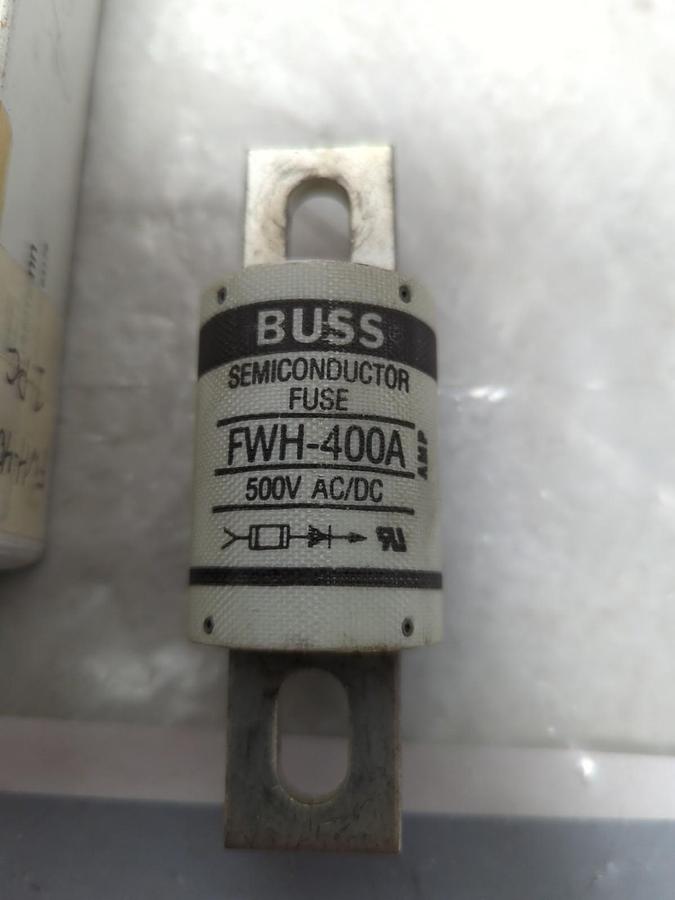 BUSS®
SEMICONDUCTOR
FUSE
FWH-400A
AMP
500V AC/DC